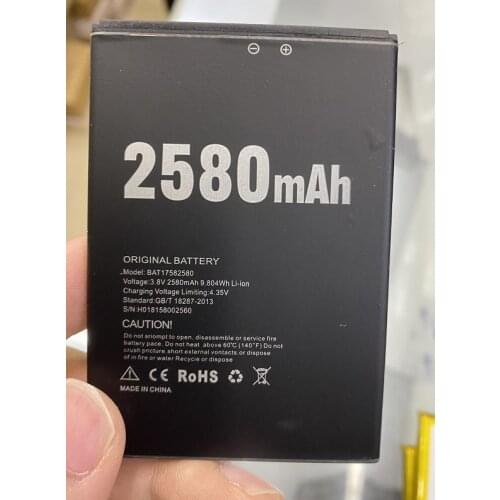 ⊖ ⊕
2580mAh
ORIGINAL BATTERY
Model: BAT17582580
Voltage:3.8V 2580mAh 9.804Wh Li-ion
Charging Voltage Limiting:4.35V
Standard:GB/T 18287-2013
S/N:H018158002560
CAUTION!
Do not attempt to open, disassemble or service fire
battery pace. Do not Heat above 60℃ (140°F) Do not
crush picture,short external contacts,or dispose
of in fire or water Recycle or dispose
CE RoHS
MADE IN CHINA